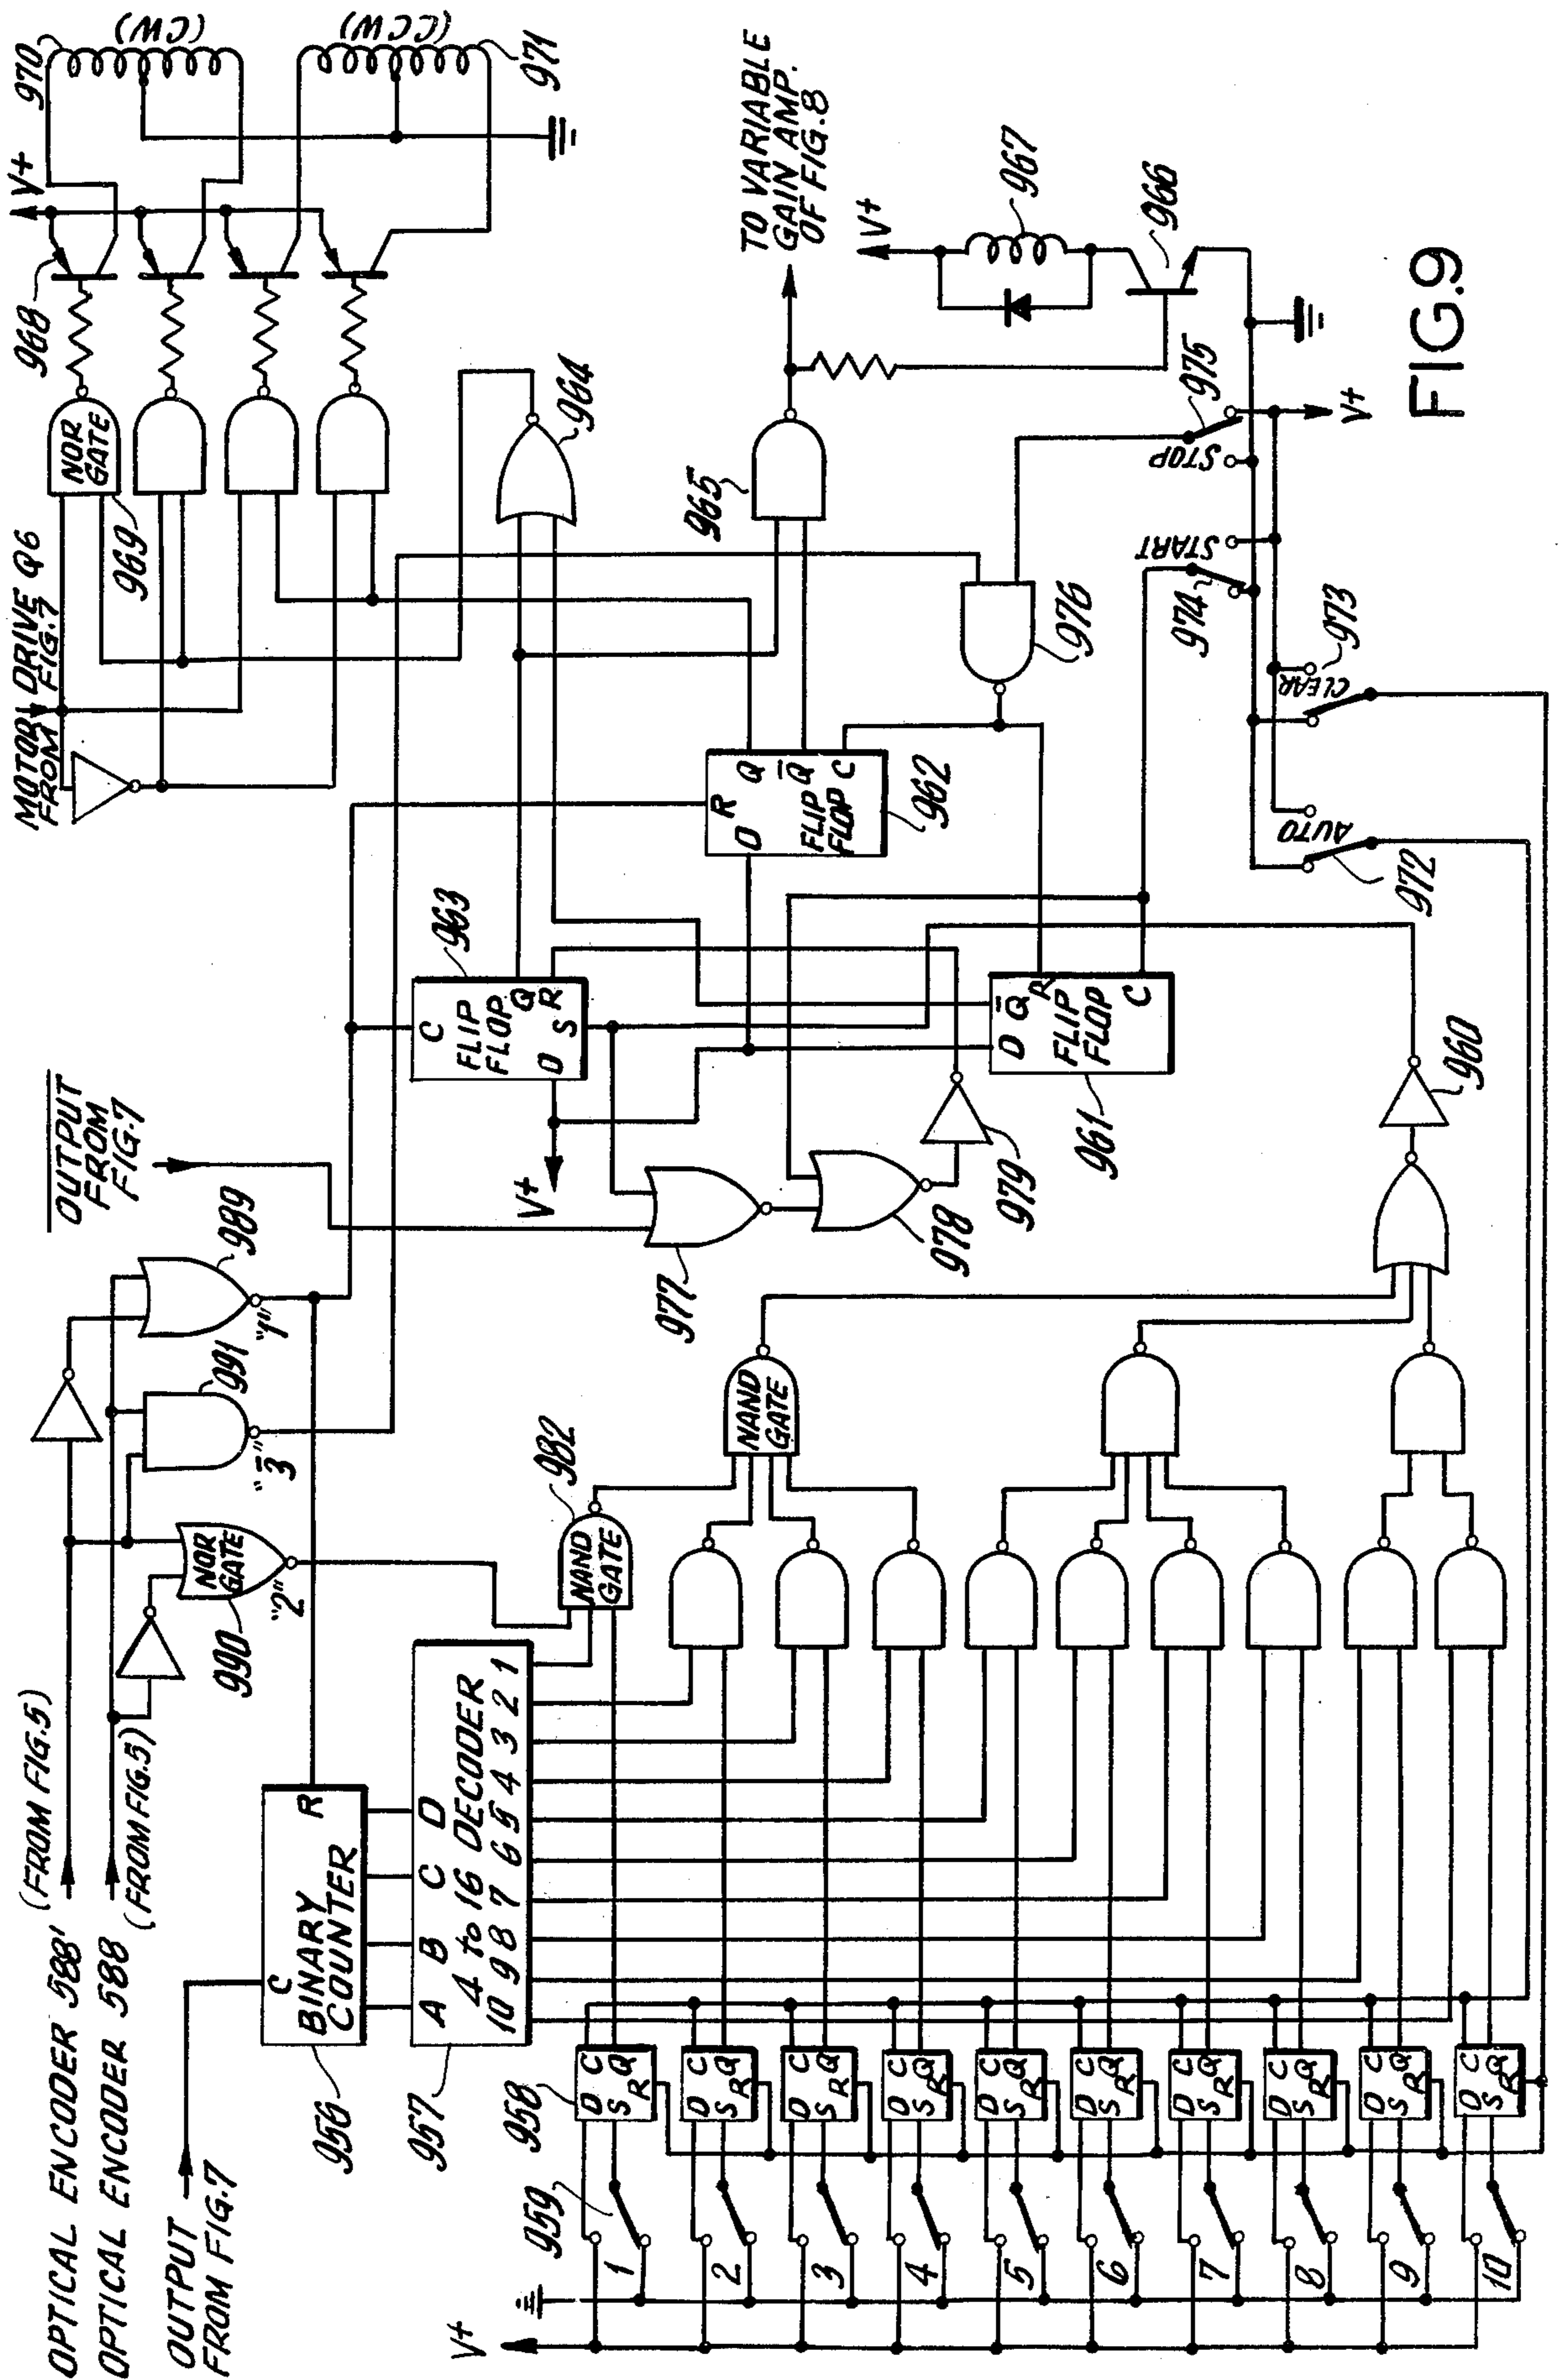 OPTICAL ENCODER 588' (FROM FIG.5)
OPTICAL ENCODER 588 (FROM FIG.5)
OUTPUT
FROM FIG.7
C
BINARY
COUNTER
R
956
A B C D
4 to 16
DECODER
10 9 8 7 6 5 4 3 2 1
957
NOR
GATE
990
"2"
991
"3̅"
989
"1"
OUTPUT
FROM
FIG.7
NAND
GATE
982
NAND
GATE
V+
959
958
1
D C
S Q
R
2
D C
S Q
R
3
D C
S Q
R
4
D C
S Q
R
5
D C
S Q
R
6
D C
S Q
R
7
D C
S Q
R
8
D C
S Q
R
9
D C
S Q
R
10
D C
S Q
R
977
978
979
960
V+
C
FLIP
FLOP
Q
R
S
D
963
D
Q̅
R
FLIP
FLOP
C
961
R
D
Q
Q̅
FLIP
FLOP
C
962
976
964
965
MOTOR DRIVE Q6
FROM FIG.7
NOR
GATE
969
968
V+
970
(CW)
(CCW)
971
TO VARIABLE
GAIN AMP.
OF FIG.8
V+
967
966
975
STOP
START
974
V+
973
CLEAR
AUTO
972
FIG.9